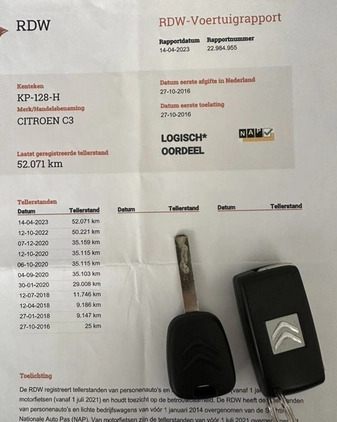 RDW
RDW-Voertuigrapport
Rapportdatum Rapportnummer
14-04-2023 22.984.955
Kenteken
KP-128-H
Merk/Handelsbenaming
CITROEN C3
Laatst geregistreerde tellerstand
52.071 km
Datum eerste afgifte in Nederland
27-10-2016
Datum eerste toelating
27-10-2016
LOGISCH*
OORDEEL
NAP
Tellerstanden
Datum Tellerstand Datum Tellerstand Datum Tellerstand
14-04-2023 52.071 km
12-10-2022 50.221 km
07-12-2020 35.159 km
12-10-2020 35.115 km
06-10-2020 35.115 km
04-09-2020 35.103 km
30-01-2020 29.008 km
12-07-2018 11.746 km
12-04-2018 9.186 km
27-01-2018 9.147 km
27-10-2016 25 km
Toelichting
De RDW registreert tellerstanden van personenauto's en
motorfietsen (vanaf 1 juli 2021) en houdt toezicht op de De RDW heeft de
van personenauto's en lichte bedrijfswagens van vóór 1 januari 2014 overgenomen van de
Nationale Auto Pas (NAP). Van motorfietsen zijn de tellerstanden van vóór 1 juli 2021